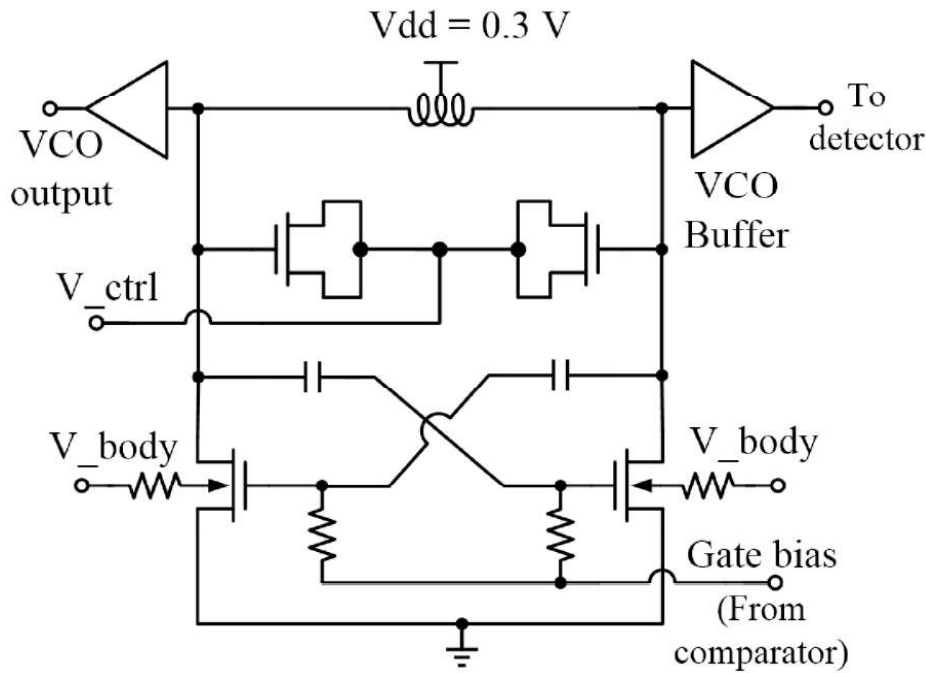 Vdd = 0.3 V
VCO
output
To
detector
VCO
Buffer
V_ctrl
V_body
V_body
Gate bias
(From
comparator)